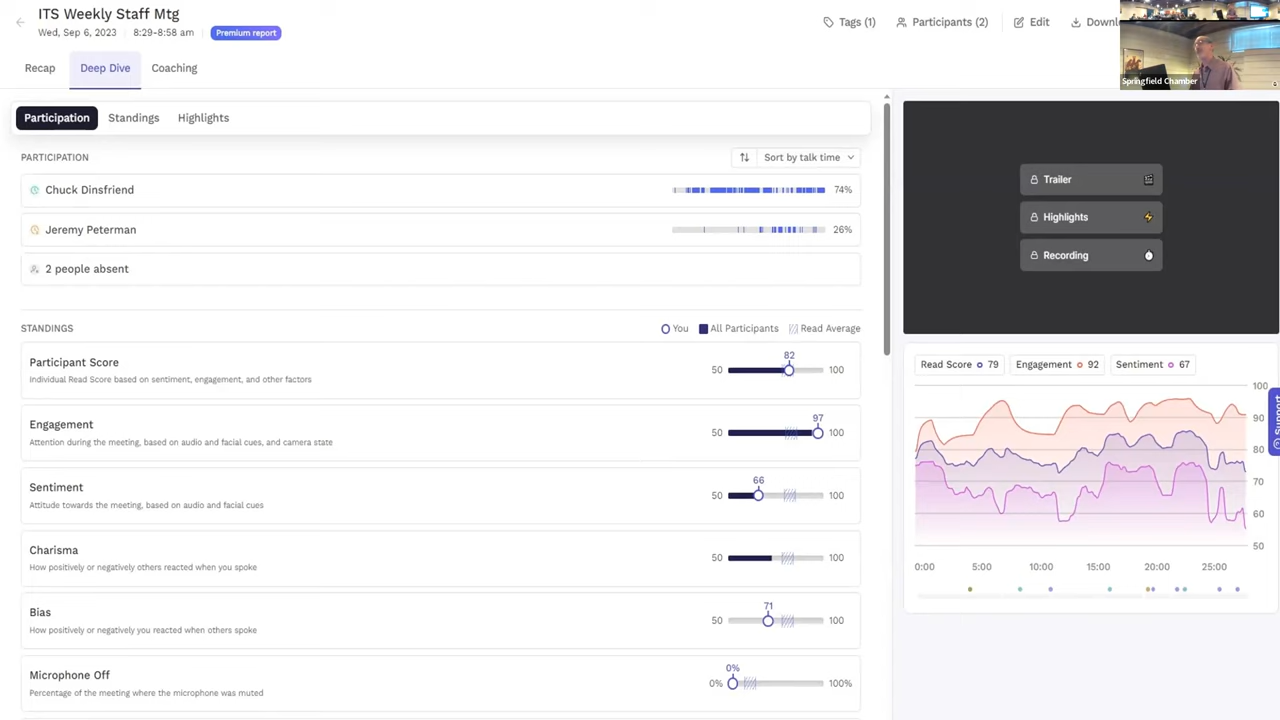 ITS Weekly Staff Mtg
Wed, Sep 6, 2023 8:29-8:58 am Premium report
Tags (1) Participants (2) Edit Downl
Springfield Chamber
Recap Deep Dive Coaching
Participation Standings Highlights
PARTICIPATION Sort by talk time
Chuck Dinsfriend 74%
Jeremy Peterman 26%
2 people absent
STANDINGS You All Participants Read Average
Participant Score
Individual Read Score based on sentiment, engagement, and other factors
50 82 100
Engagement
Attention during the meeting, based on audio and facial cues, and camera state
50 97 100
Sentiment
Attitude towards the meeting, based on audio and facial cues
50 66 100
Charisma
How positively or negatively others reacted when you spoke
50 100
Bias
How positively or negatively you reacted when others spoke
50 71 100
Microphone Off
Percentage of the meeting where the microphone was muted
0% 0% 100%
Trailer
Highlights
Recording
Read Score 79 Engagement 92 Sentiment 67
100
90
80
70
60
50
0:00 5:00 10:00 15:00 20:00 25:00
Support